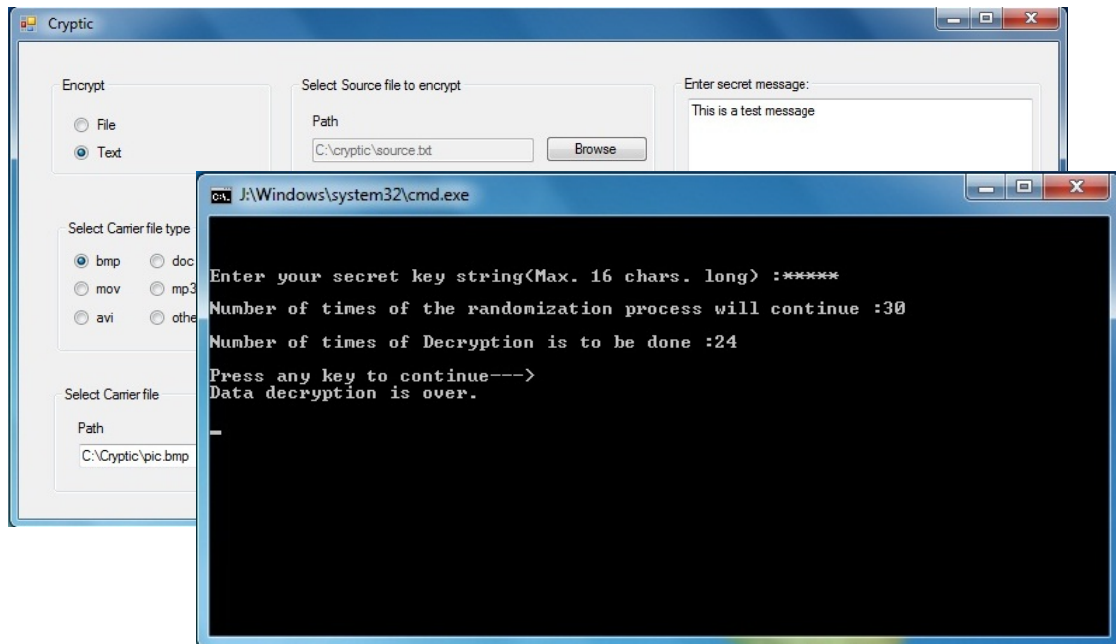 Cryptic
Encrypt
File
Text
Select Source file to encrypt
Path
C:\cryptic\source.txt
Browse
Enter secret message:
This is a test message
Select Carrier file type
bmp
doc
mov
mp3
avi
Select Carrier file
Path
C:\Cryptic\pic.bmp
J:\Windows\system32\cmd.exe
Enter your secret key string(Max. 16 chars. long) :*****
Number of times of the randomization process will continue :30
Number of times of Decryption is to be done :24
Press any key to continue--->
Data decryption is over.